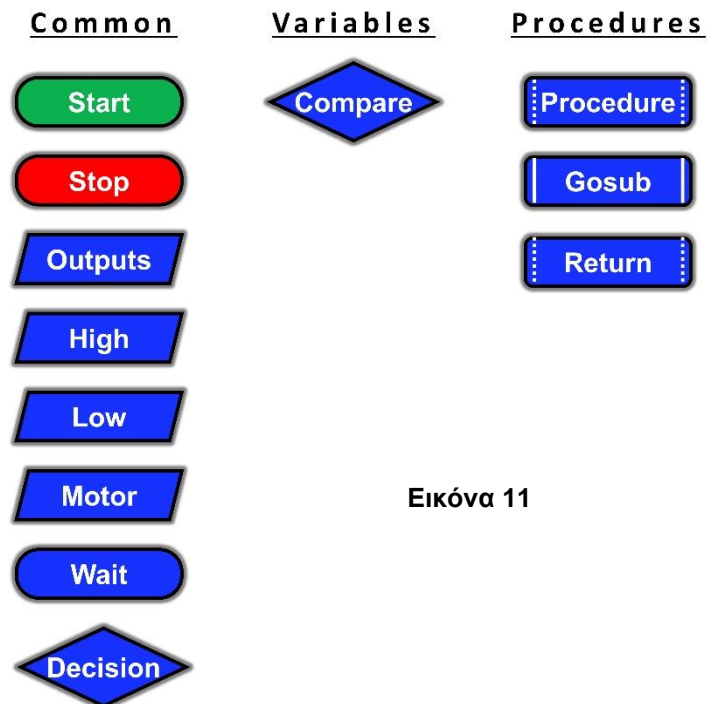 Common
Start
Stop
Outputs
High
Low
Motor
Wait
Decision
Variables
Compare
Procedures
Procedure
Gosub
Return
Εικόνα 11